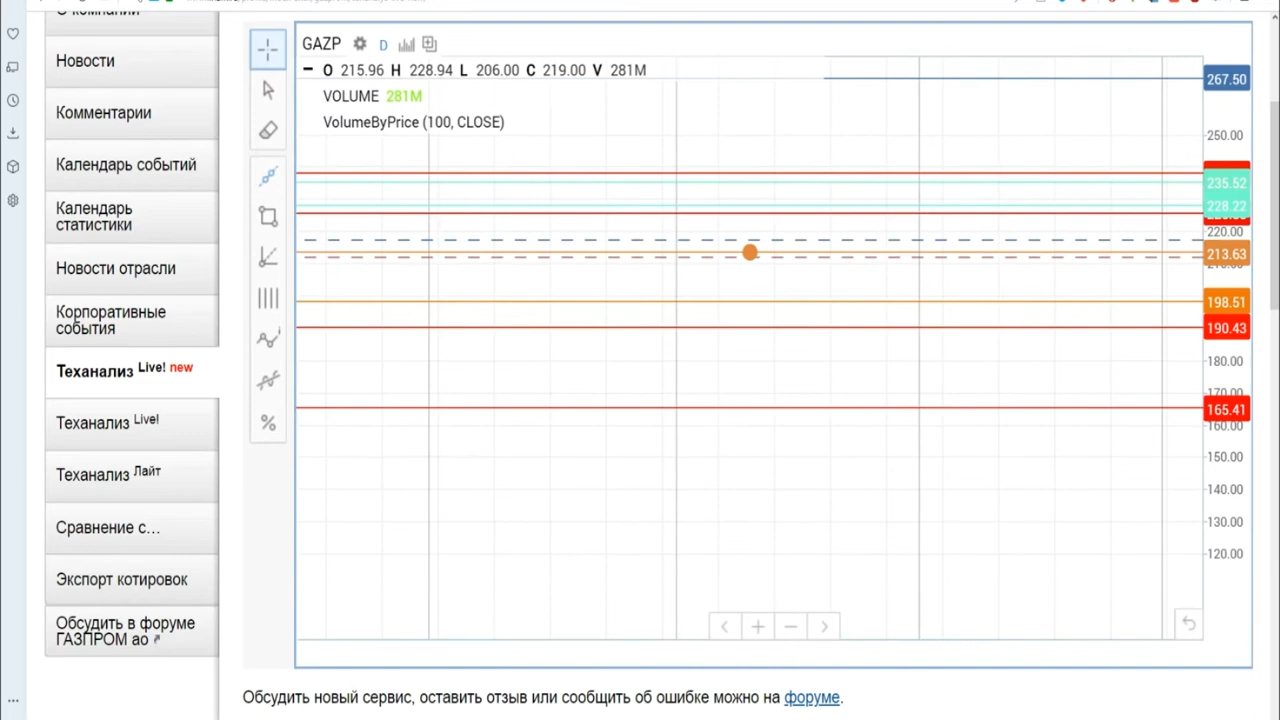 Новости
Комментарии
Календарь событий
Календарь
статистики
Новости отрасли
Корпоративные
события
Теханализ Live! new
Теханализ Live!
Теханализ Лайт
Сравнение с...
Экспорт котировок
Обсудить в форуме
ГАЗПРОМ ао
GAZP D
O 215.96 H 228.94 L 206.00 C 219.00 V 281M
VOLUME 281M
VolumeByPrice (100, CLOSE)
267.50
250.00
235.52
228.22
220.00
213.63
198.51
190.43
180.00
170.00
165.41
160.00
150.00
140.00
130.00
120.00
Обсудить новый сервис, оставить отзыв или сообщить об ошибке можно на форуме.